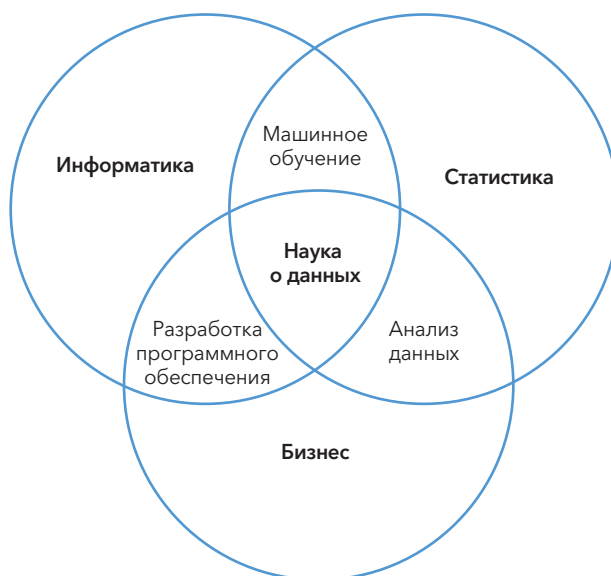 Машинное
обучение
Информатика
Статистика
Наука
о данных
Разработка
программного
обеспечения
Анализ
данных
Бизнес